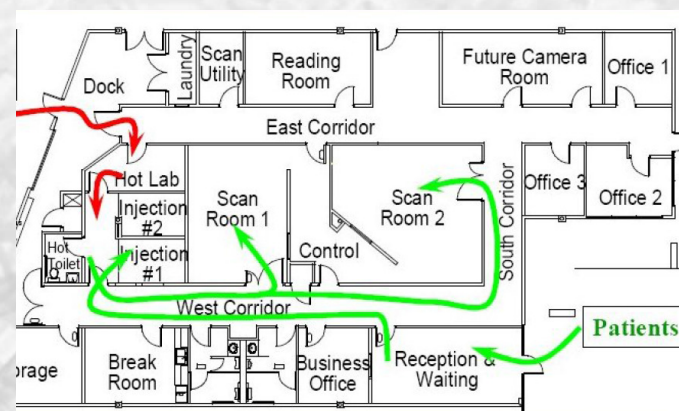 Dock
Laundry
Scan
Utility
Reading
Room
Future Camera
Room
Office 1
East Corridor
Hot Lab
Injection
#2
Scan
Room 1
Scan
Room 2
Office 3
Office 2
South Corridor
Hot
Toilet
Injection
#1
Control
West Corridor
Patients
orage
Break
Room
Business
Office
Reception &
Waiting